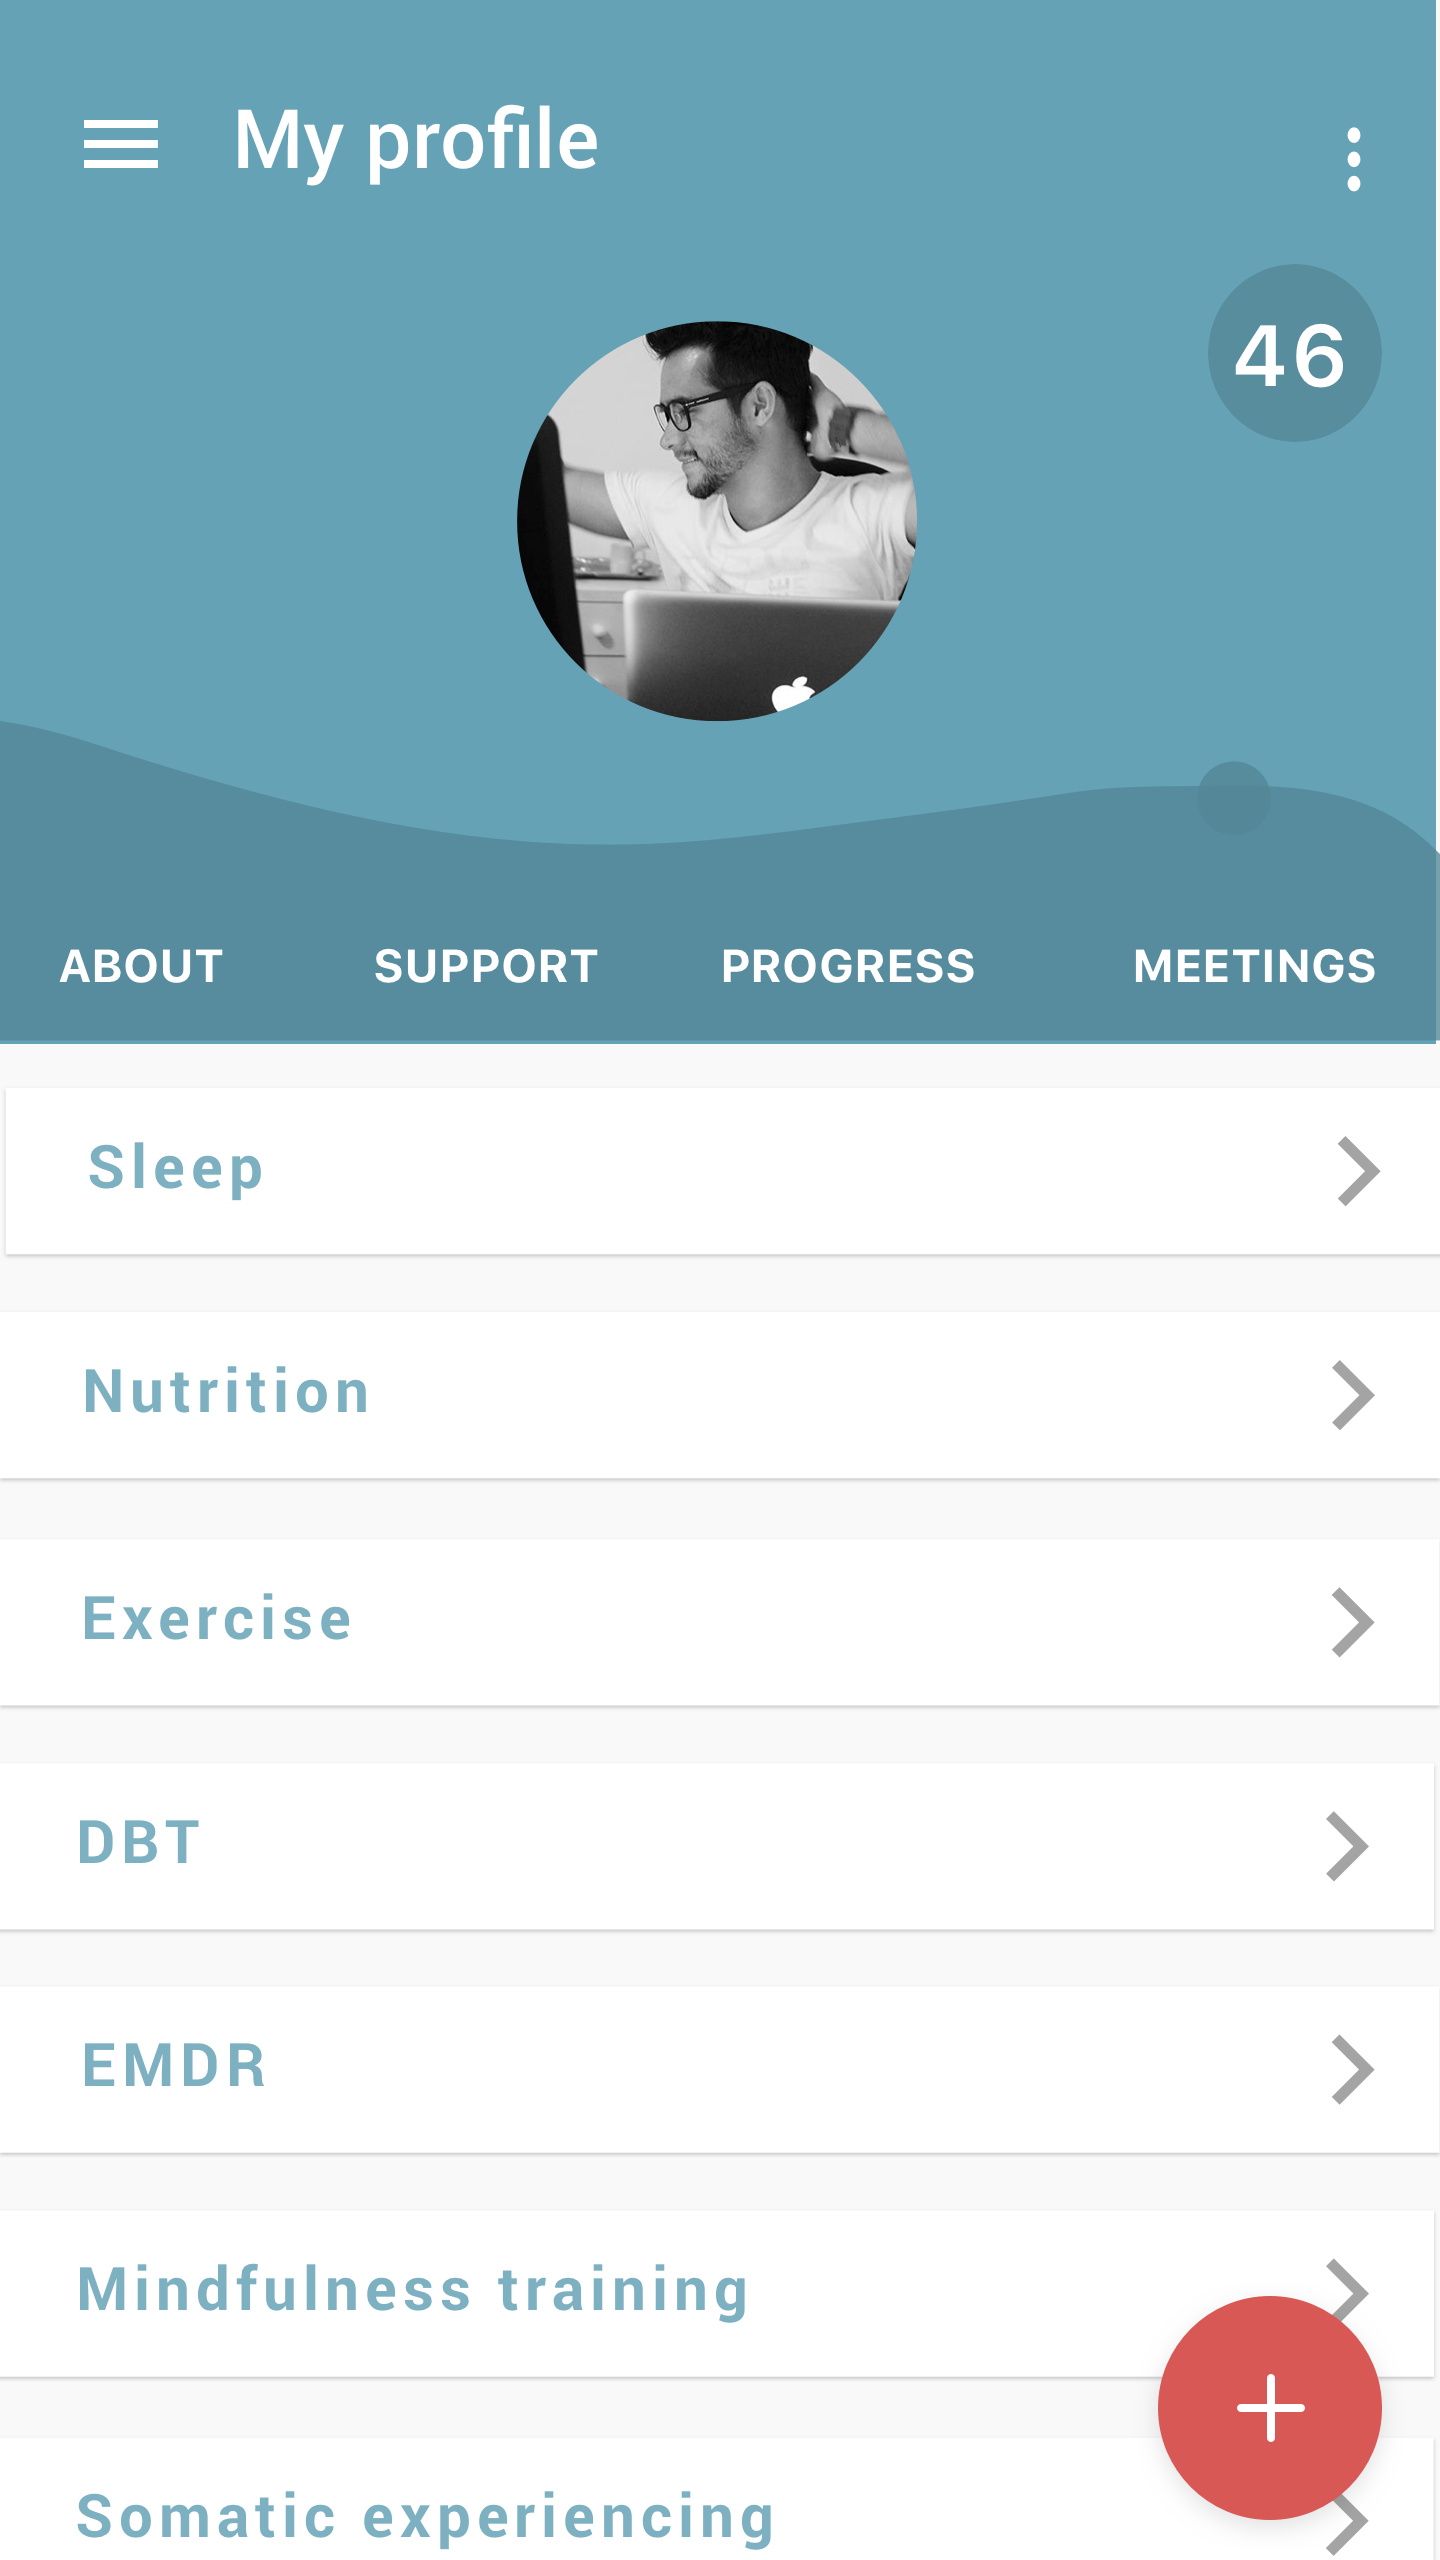 My profile
46
ABOUT SUPPORT PROGRESS MEETINGS
Sleep
Nutrition
Exercise
DBT
EMDR
Mindfulness training
Somatic experiencing